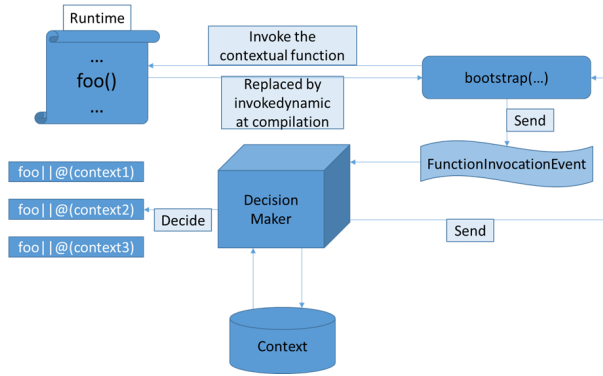 Runtime
...
foo()
...
Invoke the
contextual function
Replaced by
invokedynamic
at compilation
bootstrap(...)
Send
FunctionInvocationEvent
foo||@(context1)
foo||@(context2)
foo||@(context3)
Decide
Decision
Maker
Send
Context